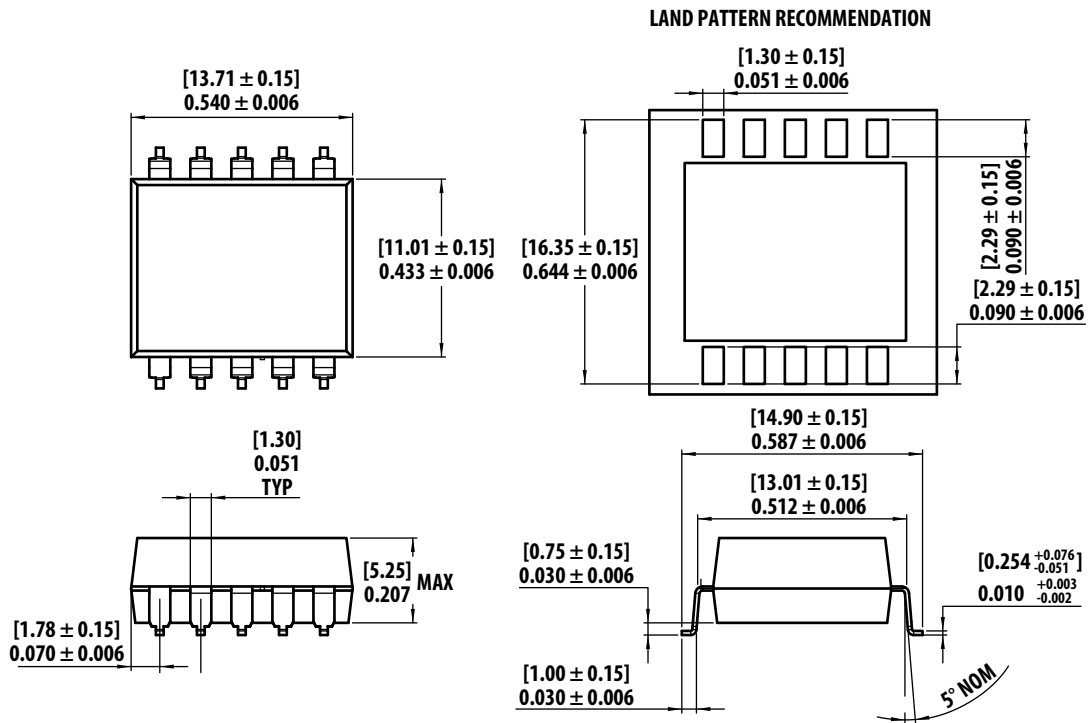 LAND PATTERN RECOMMENDATION
[13.71 ± 0.15]
0.540 ± 0.006
[1.30 ± 0.15]
0.051 ± 0.006
[11.01 ± 0.15]
0.433 ± 0.006
[16.35 ± 0.15]
0.644 ± 0.006
[2.29 ± 0.15]
0.090 ± 0.006
[2.29 ± 0.15]
0.090 ± 0.006
[1.30]
0.051
TYP
[5.25]
0.207
MAX
[1.78 ± 0.15]
0.070 ± 0.006
[14.90 ± 0.15]
0.587 ± 0.006
[13.01 ± 0.15]
0.512 ± 0.006
[0.75 ± 0.15]
0.030 ± 0.006
[0.254 +0.076 -0.051]
0.010 +0.003 -0.002
[1.00 ± 0.15]
0.030 ± 0.006
5° NOM